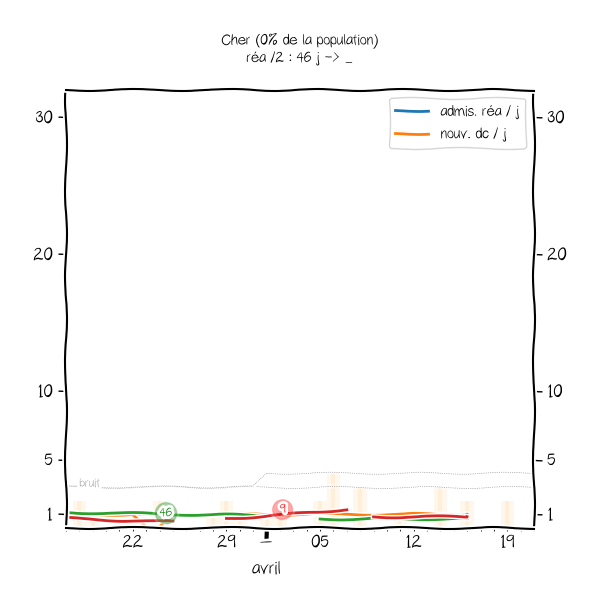 Cher (0% de la population)
réa /2 : 46 j -> _
admis. réa / j
nouv. dc / j
30
30
20
20
10
10
5
5
bruit
46
9
1
1
22
29
05
12
19
avril